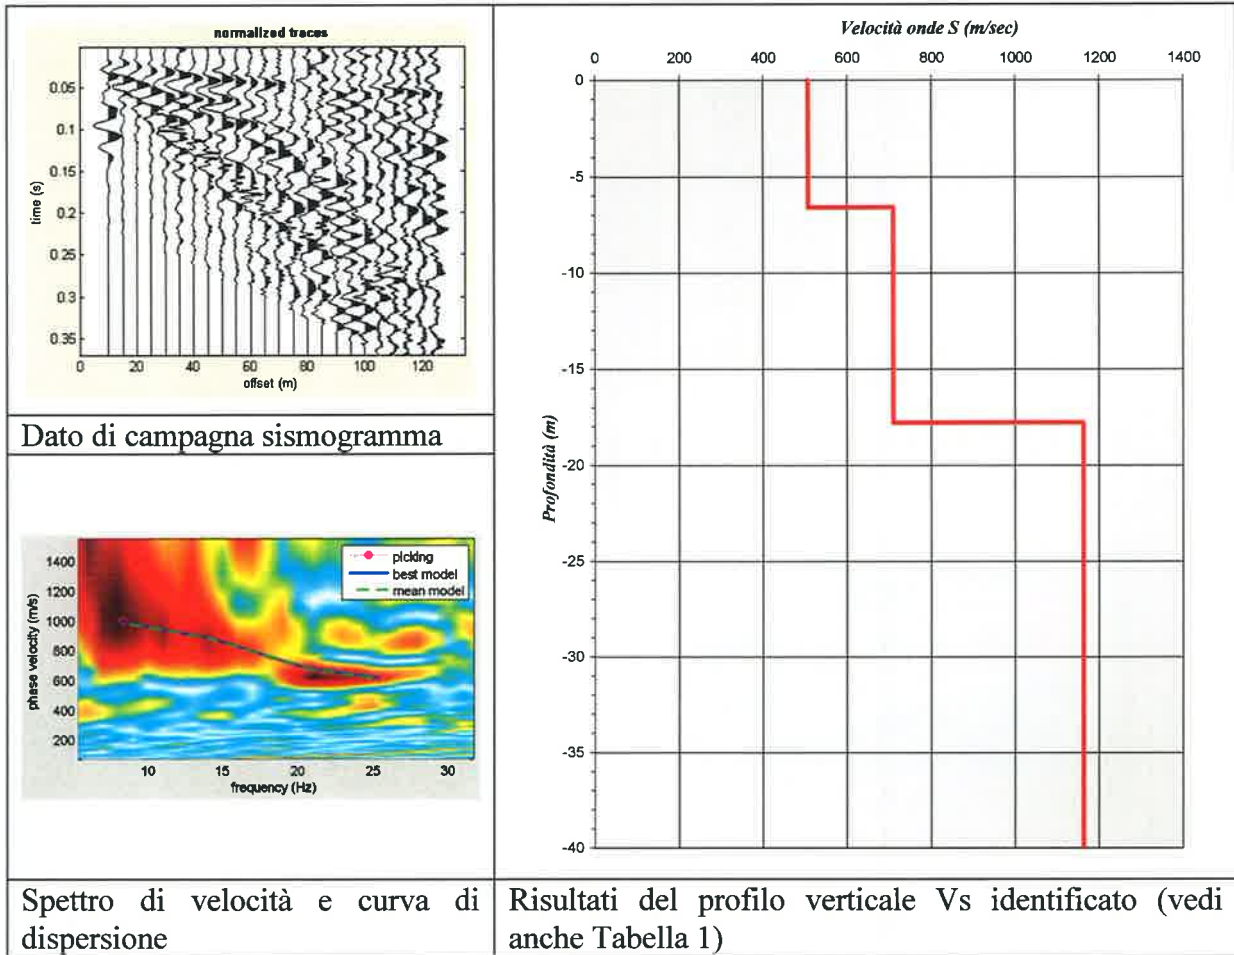 normalized traces
0.05
0.1
0.15
0.2
0.25
0.3
0.35
time (s)
0 20 40 60 80 100 120
offset (m)
Dato di campagna sismogramma
1400
1200
1000
800
600
400
200
phase velocity (m/s)
picking
best model
mean model
10 15 20 25 30
frequency (Hz)
Spettro di velocità e curva di
dispersione
Velocità onde S (m/sec)
0 200 400 600 800 1000 1200 1400
0
-5
-10
-15
-20
-25
-30
-35
-40
Profondità (m)
Risultati del profilo verticale Vs identificato (vedi
anche Tabella 1)